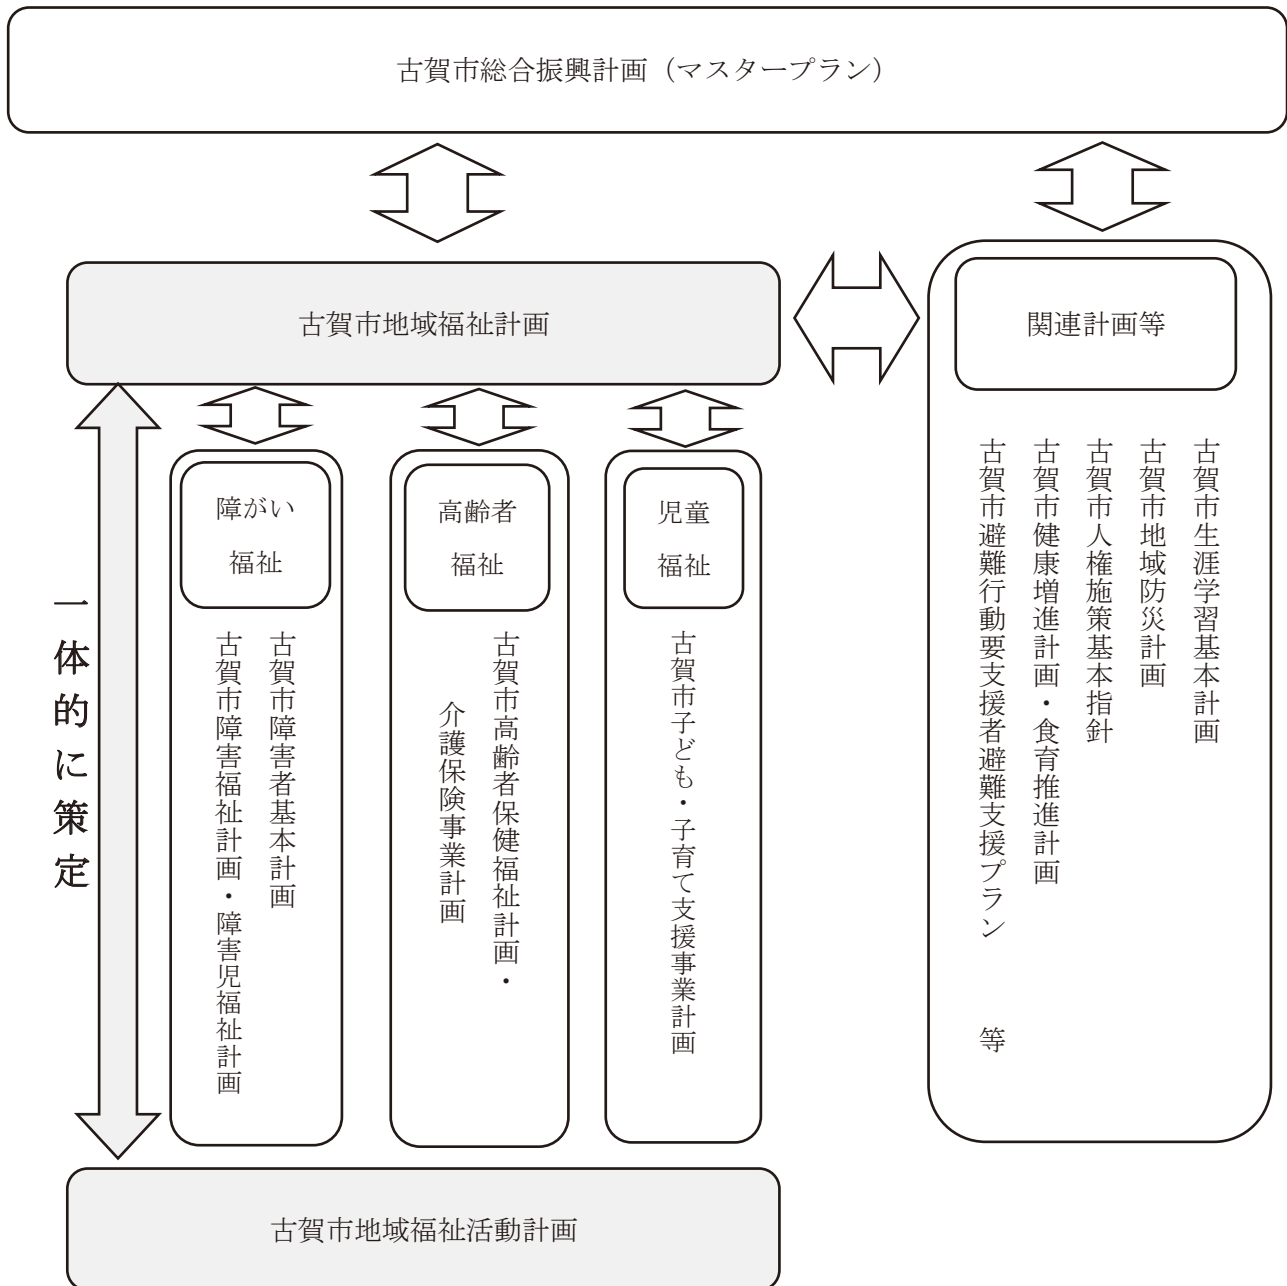 古賀市総合振興計画（マスタープラン）
古賀市地域福祉計画
関連計画等
古賀市生涯学習基本計画
古賀市地域防災計画
古賀市人権施策基本指針
古賀市健康増進計画・食育推進計画
古賀市避難行動要支援者避難支援プラン　等
障がい
福祉
古賀市障害者基本計画
古賀市障害福祉計画・障害児福祉計画
高齢者
福祉
古賀市高齢者保健福祉計画・
介護保険事業計画
児童
福祉
古賀市子ども・子育て支援事業計画
一体的に策定
古賀市地域福祉活動計画